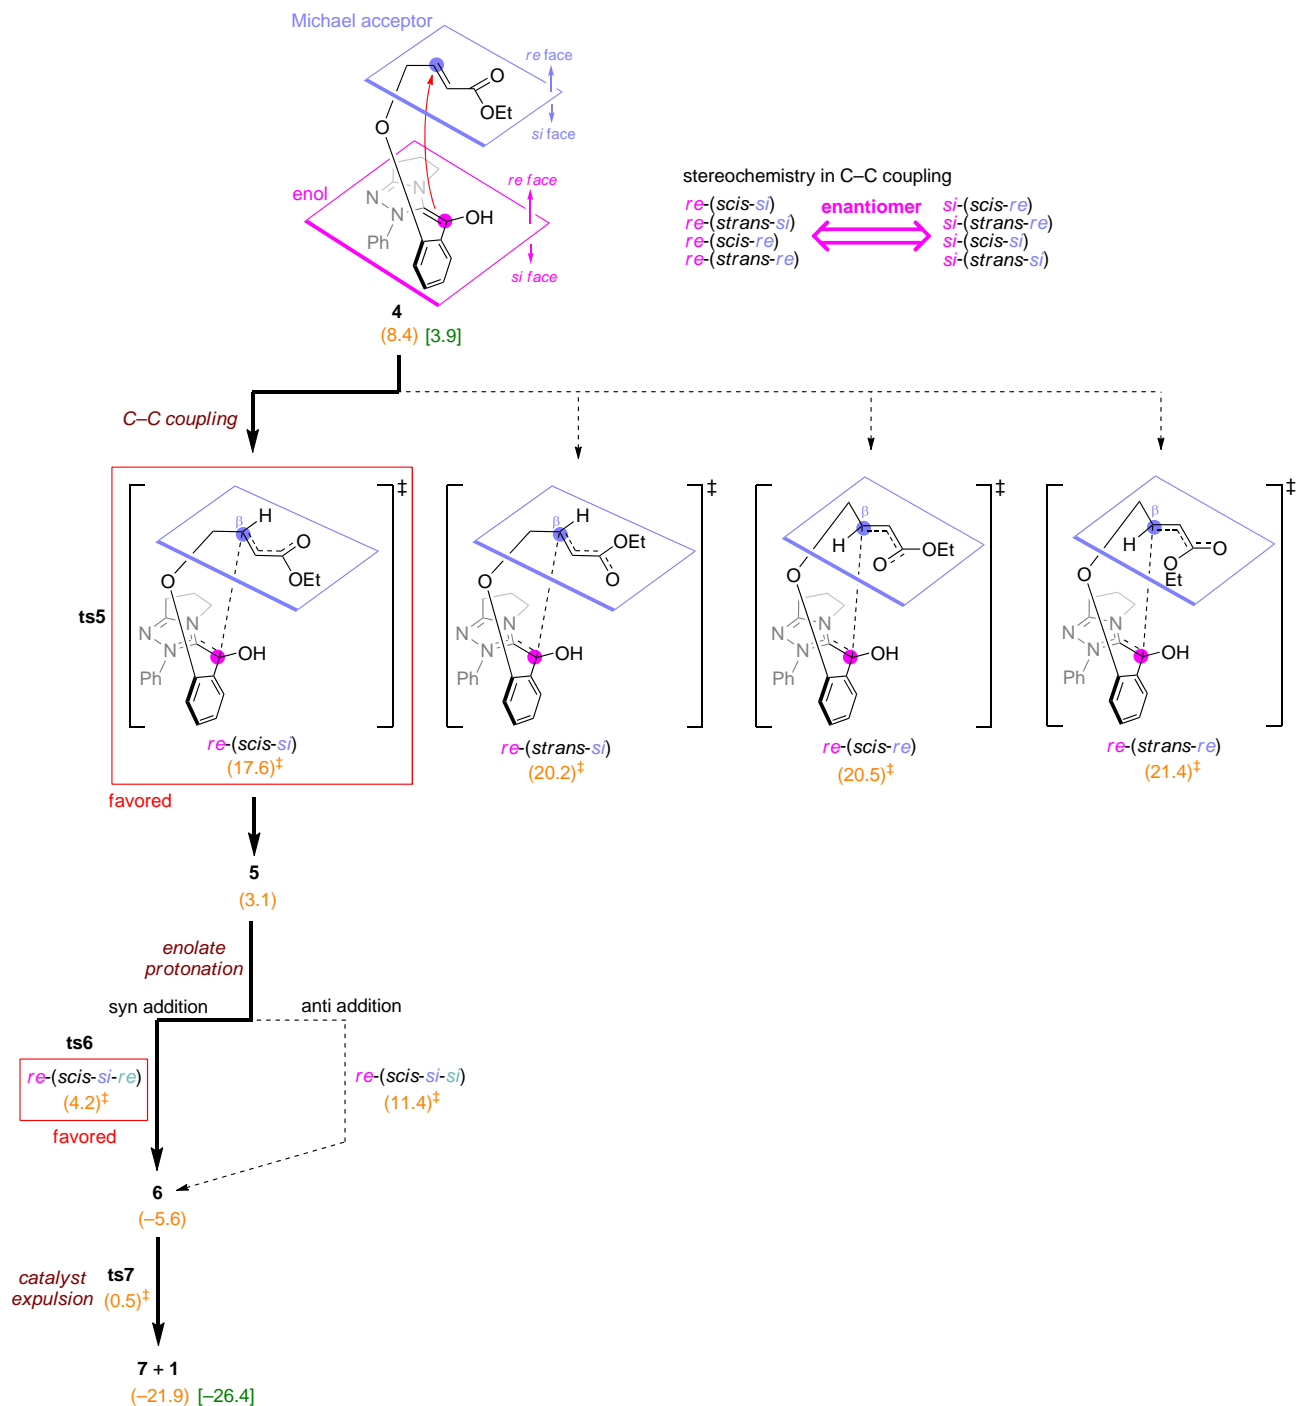 Michael acceptor
re face
O
OEt
si face
O
enol
re face
N
N
N
OH
Ph
si face
4
(8.4) [3.9]
stereochemistry in C–C coupling
re-(scis-si) enantiomer si-(scis-re)
re-(strans-si) si-(strans-re)
re-(scis-re) si-(scis-si)
re-(strans-re) si-(strans-si)
C–C coupling
ts5
‡
β H
O
OEt
O
N
N
N
OH
Ph
re-(scis-si)
(17.6)‡
favored
‡
β H
OEt
O
O
N
N
N
OH
Ph
re-(strans-si)
(20.2)‡
‡
β
H
O
OEt
O
N
N
N
OH
Ph
re-(scis-re)
(20.5)‡
‡
β
H
O
O
Et
O
N
N
N
OH
Ph
re-(strans-re)
(21.4)‡
5
(3.1)
enolate
protonation
syn addition anti addition
ts6
re-(scis-si-re)
(4.2)‡
favored
re-(scis-si-si)
(11.4)‡
6
(–5.6)
catalyst
expulsion
ts7
(0.5)‡
7 + 1
(–21.9) [–26.4]